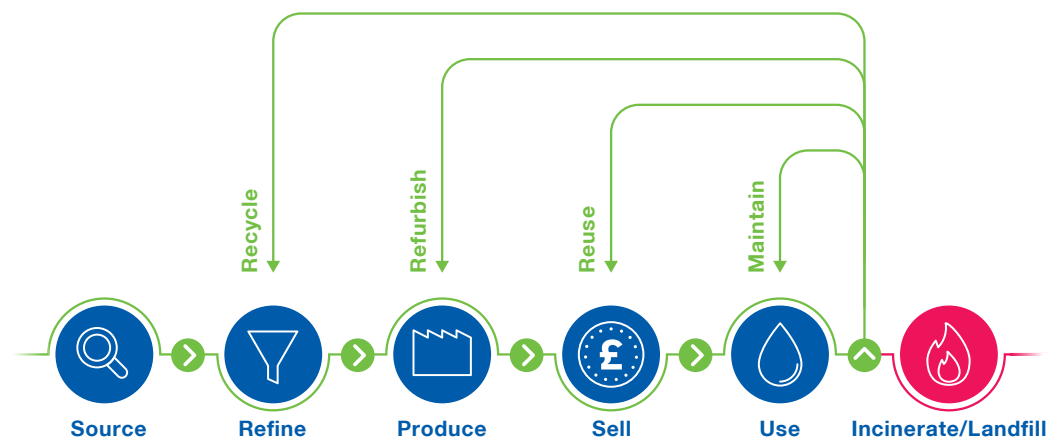 Recycle
Refurbish
Reuse
Maintain
£
Source
Refine
Produce
Sell
Use
Incinerate/Landfill